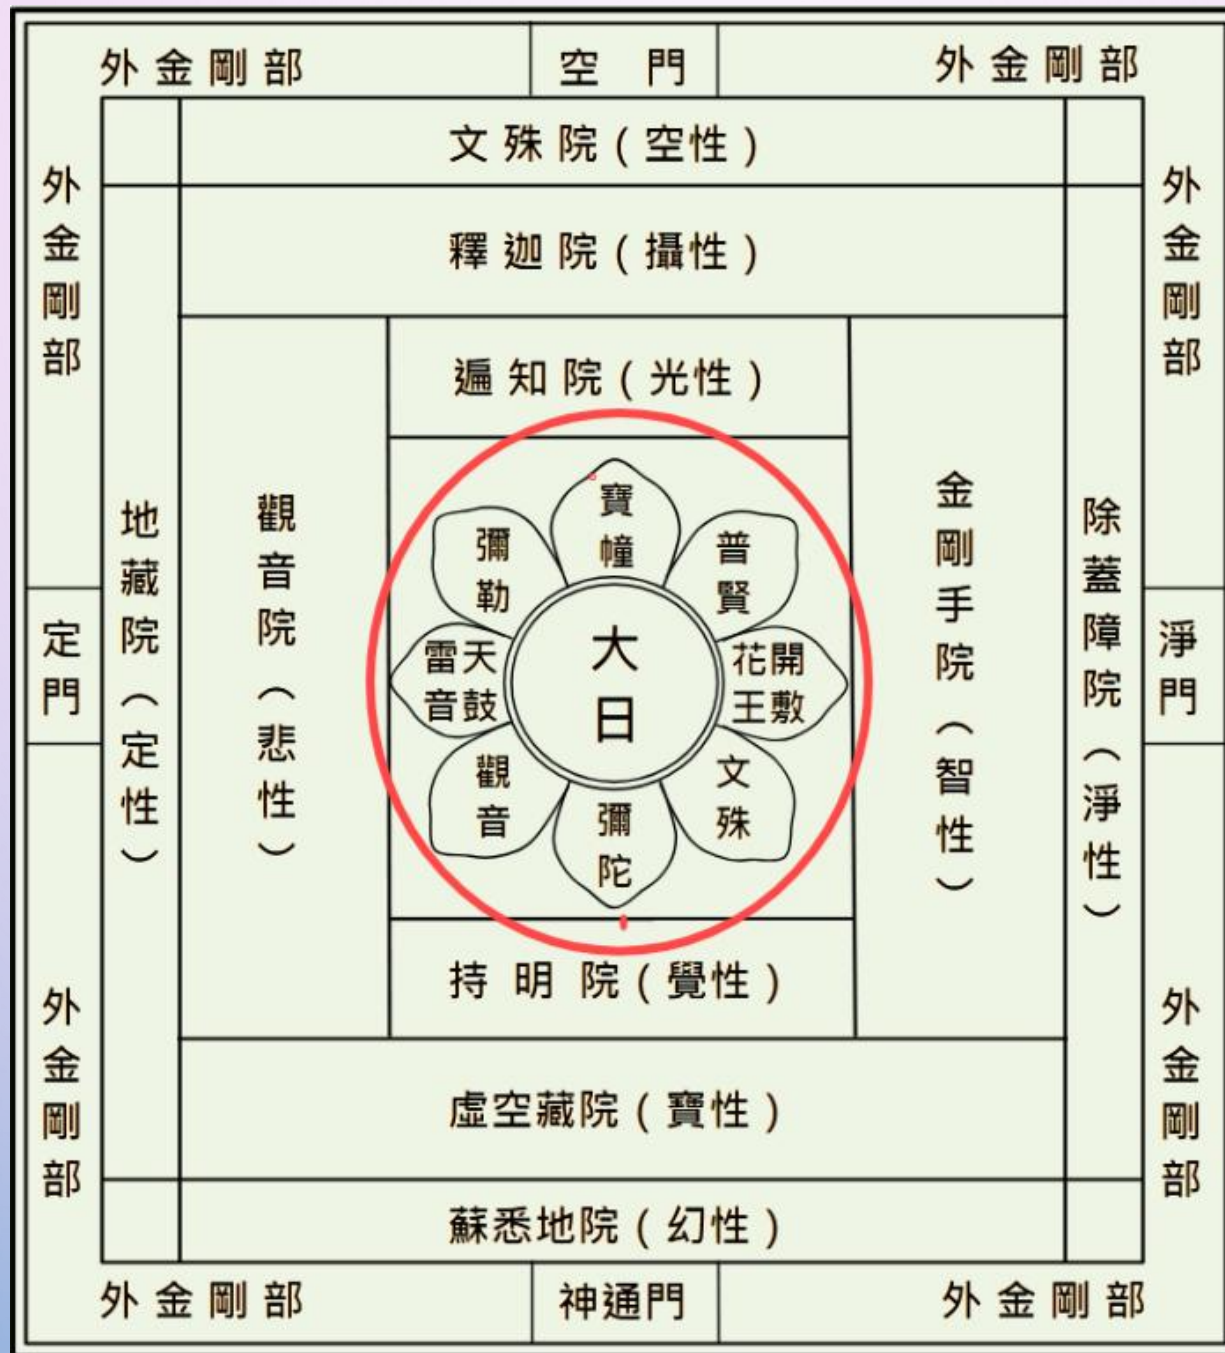 外金剛部
空門
外金剛部
文殊院（空性）
釋迦院（攝性）
遍知院（光性）
外金剛部
外金剛部
定門
地藏院（定性）
觀音院（悲性）
彌勒
寶幢
普賢
天鼓
雷音
大日
開敷
花王
觀音
彌陀
文殊
金剛手院（智性）
除蓋障院（淨性）
淨門
持明院（覺性）
外金剛部
外金剛部
虛空藏院（寶性）
蘇悉地院（幻性）
外金剛部
神通門
外金剛部